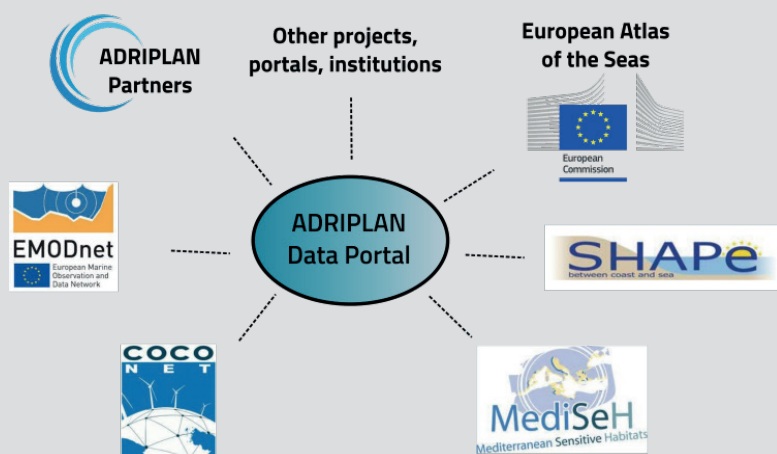 ADRIPLAN
Partners
Other projects,
portals, institutions
European Atlas
of the Seas
European
Commission
EMODnet
European Marine
Observation and
Data Network
ADRIPLAN
Data Portal
SHAPe
between coast and sea
COCO
NET
MediSeH
Mediterranean Sensitive Habitats